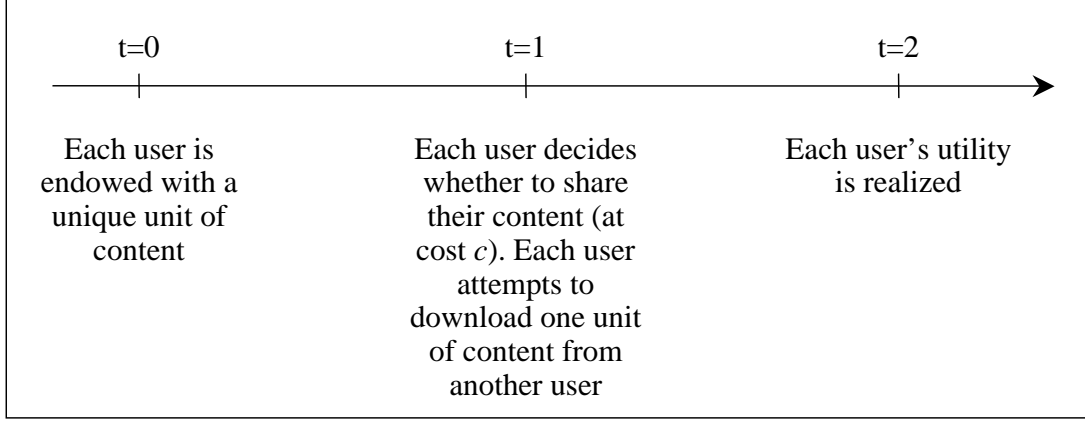 t=0
t=1
t=2
Each user is
endowed with a
unique unit of
content
Each user decides
whether to share
their content (at
cost c). Each user
attempts to
download one unit
of content from
another user
Each user’s utility
is realized